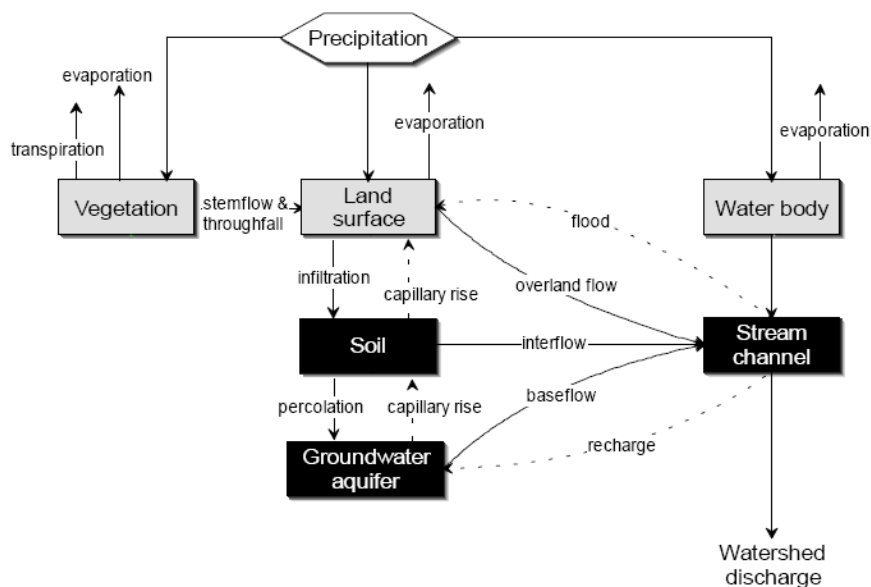 Precipitation
evaporation
transpiration
evaporation
evaporation
Vegetation
stemflow &
throughfall
Land
surface
Water body
flood
infiltration
capillary rise
overland flow
Soil
interflow
Stream
channel
percolation
capillary rise
baseflow
recharge
Groundwater
aquifer
Watershed
discharge